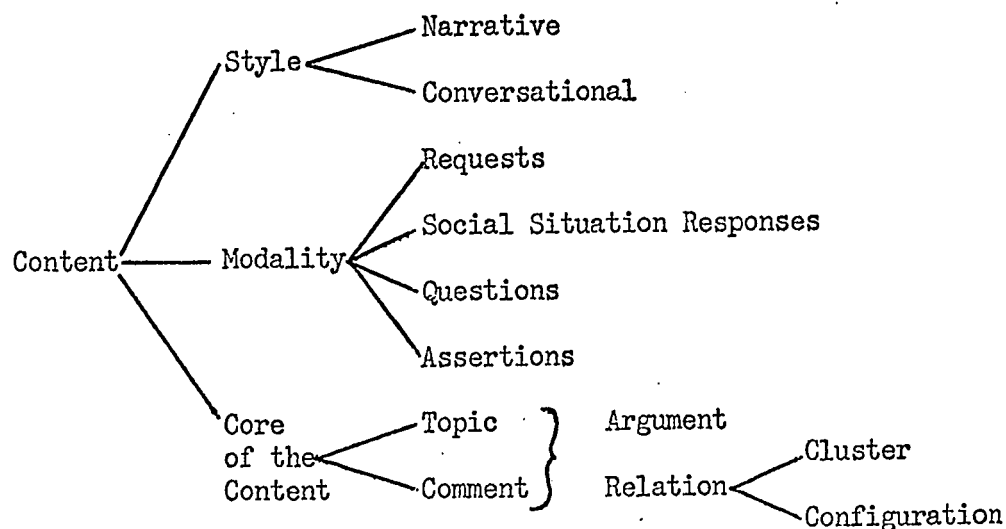 Narrative
Style
Conversational
Requests
Social Situation Responses
Content
Modality
Questions
Assertions
Core
of the
Content
Topic
Comment
Argument
Relation
Cluster
Configuration